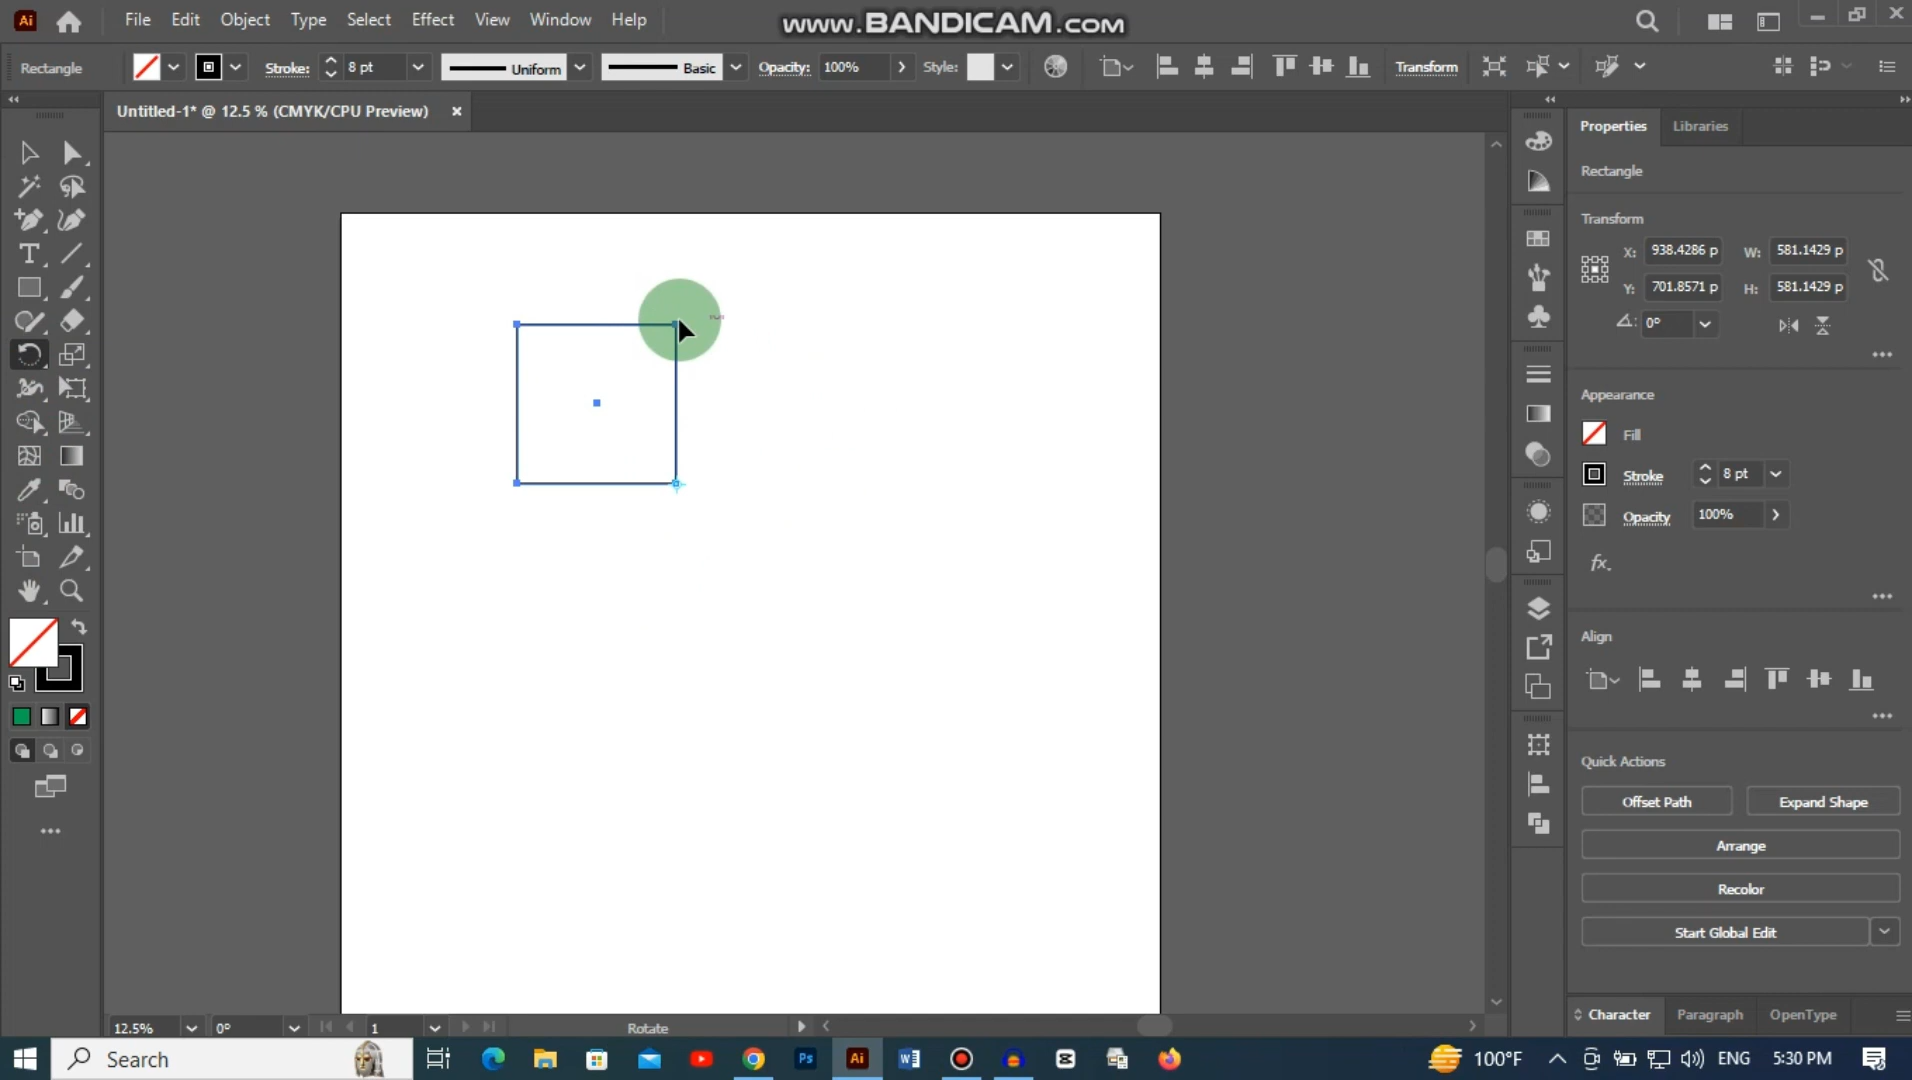 Ai File Edit Object Type Select Effect View Window Help
www.BANDICAM.com
Rectangle Stroke: 8 pt Uniform Basic Opacity: 100% Style: Transform
Untitled-1* @ 12.5 % (CMYK/CPU Preview) ×
Properties Libraries
Rectangle
Transform
X: 938.4286 p W: 581.1429 p
Y: 701.8571 p H: 581.1429 p
0°
Appearance
Fill
Stroke 8 pt
Opacity 100%
fx.
Align
Quick Actions
Offset Path Expand Shape
Arrange
Recolor
Start Global Edit
Character Paragraph OpenType
12.5% 0° 1 Rotate
Search Ps Ai W 100°F ENG 5:30 PM